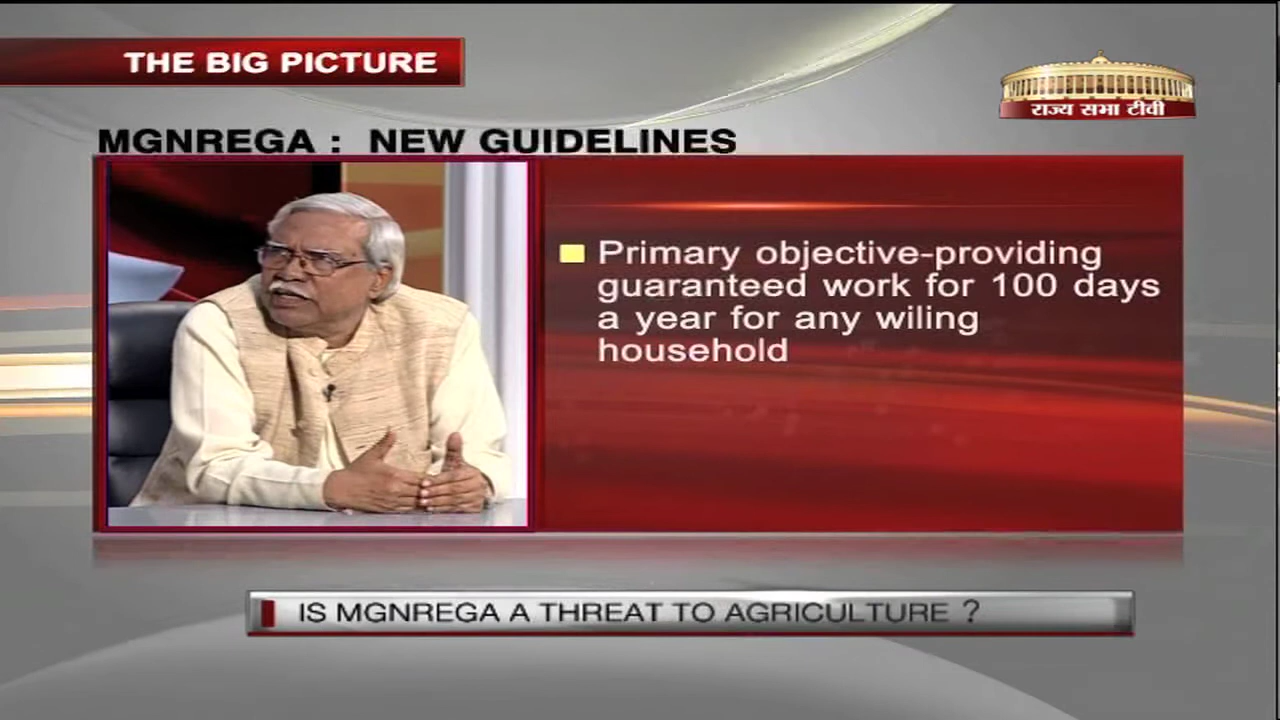 THE BIG PICTURE
राज्य सभा टीवी
MGNREGA : NEW GUIDELINES
Primary objective-providing
guaranteed work for 100 days
a year for any wiling
household
IS MGNREGA A THREAT TO AGRICULTURE ?